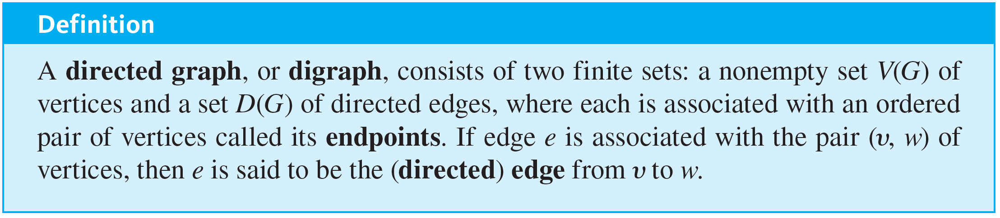 Definition
A directed graph, or digraph, consists of two finite sets: a nonempty set V(G) of
vertices and a set D(G) of directed edges, where each is associated with an ordered
pair of vertices called its endpoints. If edge e is associated with the pair (υ, w) of
vertices, then e is said to be the (directed) edge from υ to w.